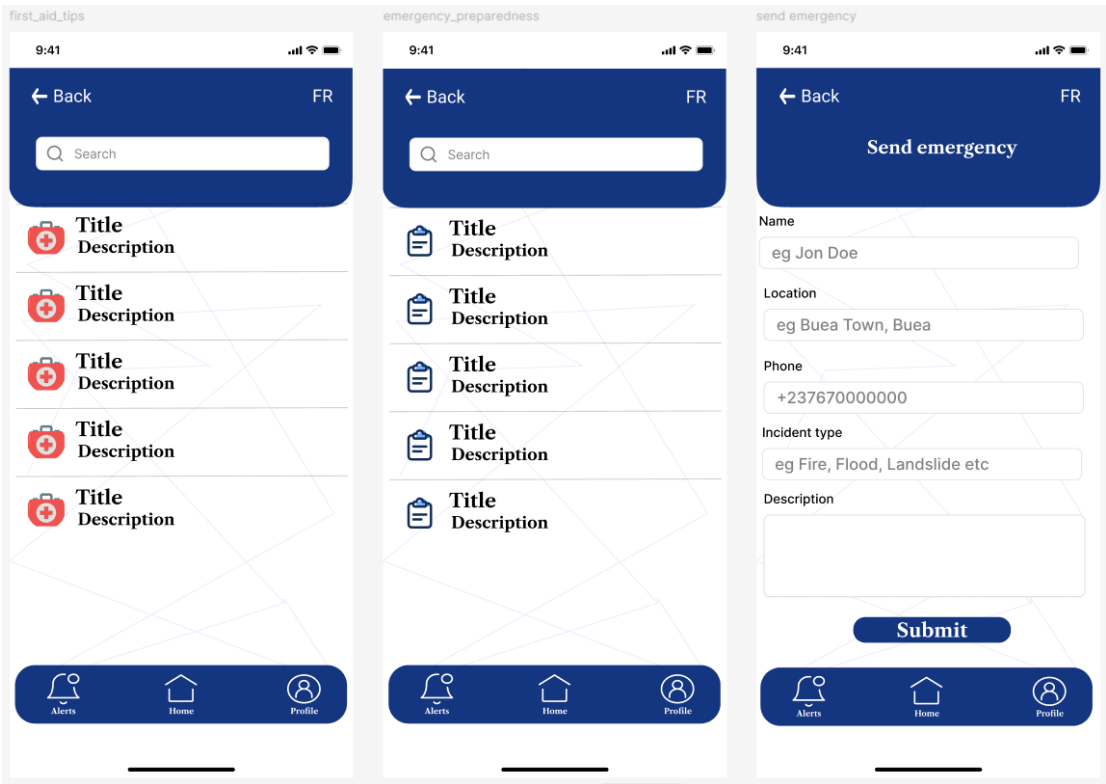 first_aid_tips
9:41
Back
FR
Search
Title
Description
Title
Description
Title
Description
Title
Description
Title
Description
Alerts
Home
Profile
emergency_preparedness
9:41
Back
FR
Search
Title
Description
Title
Description
Title
Description
Title
Description
Title
Description
Alerts
Home
Profile
send emergency
9:41
Back
FR
Send emergency
Name
eg Jon Doe
Location
eg Buea Town, Buea
Phone
+237670000000
Incident type
eg Fire, Flood, Landslide etc
Description
Submit
Alerts
Home
Profile